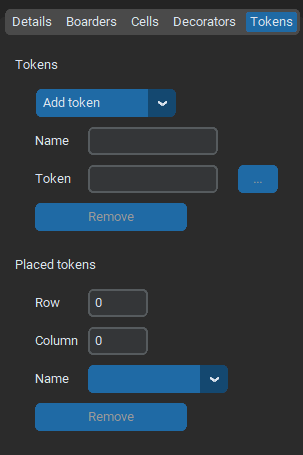 Details Boarders Cells Decorators Tokens
Tokens
Add token
Name
Token ...
Remove
Placed tokens
Row 0
Column 0
Name
Remove